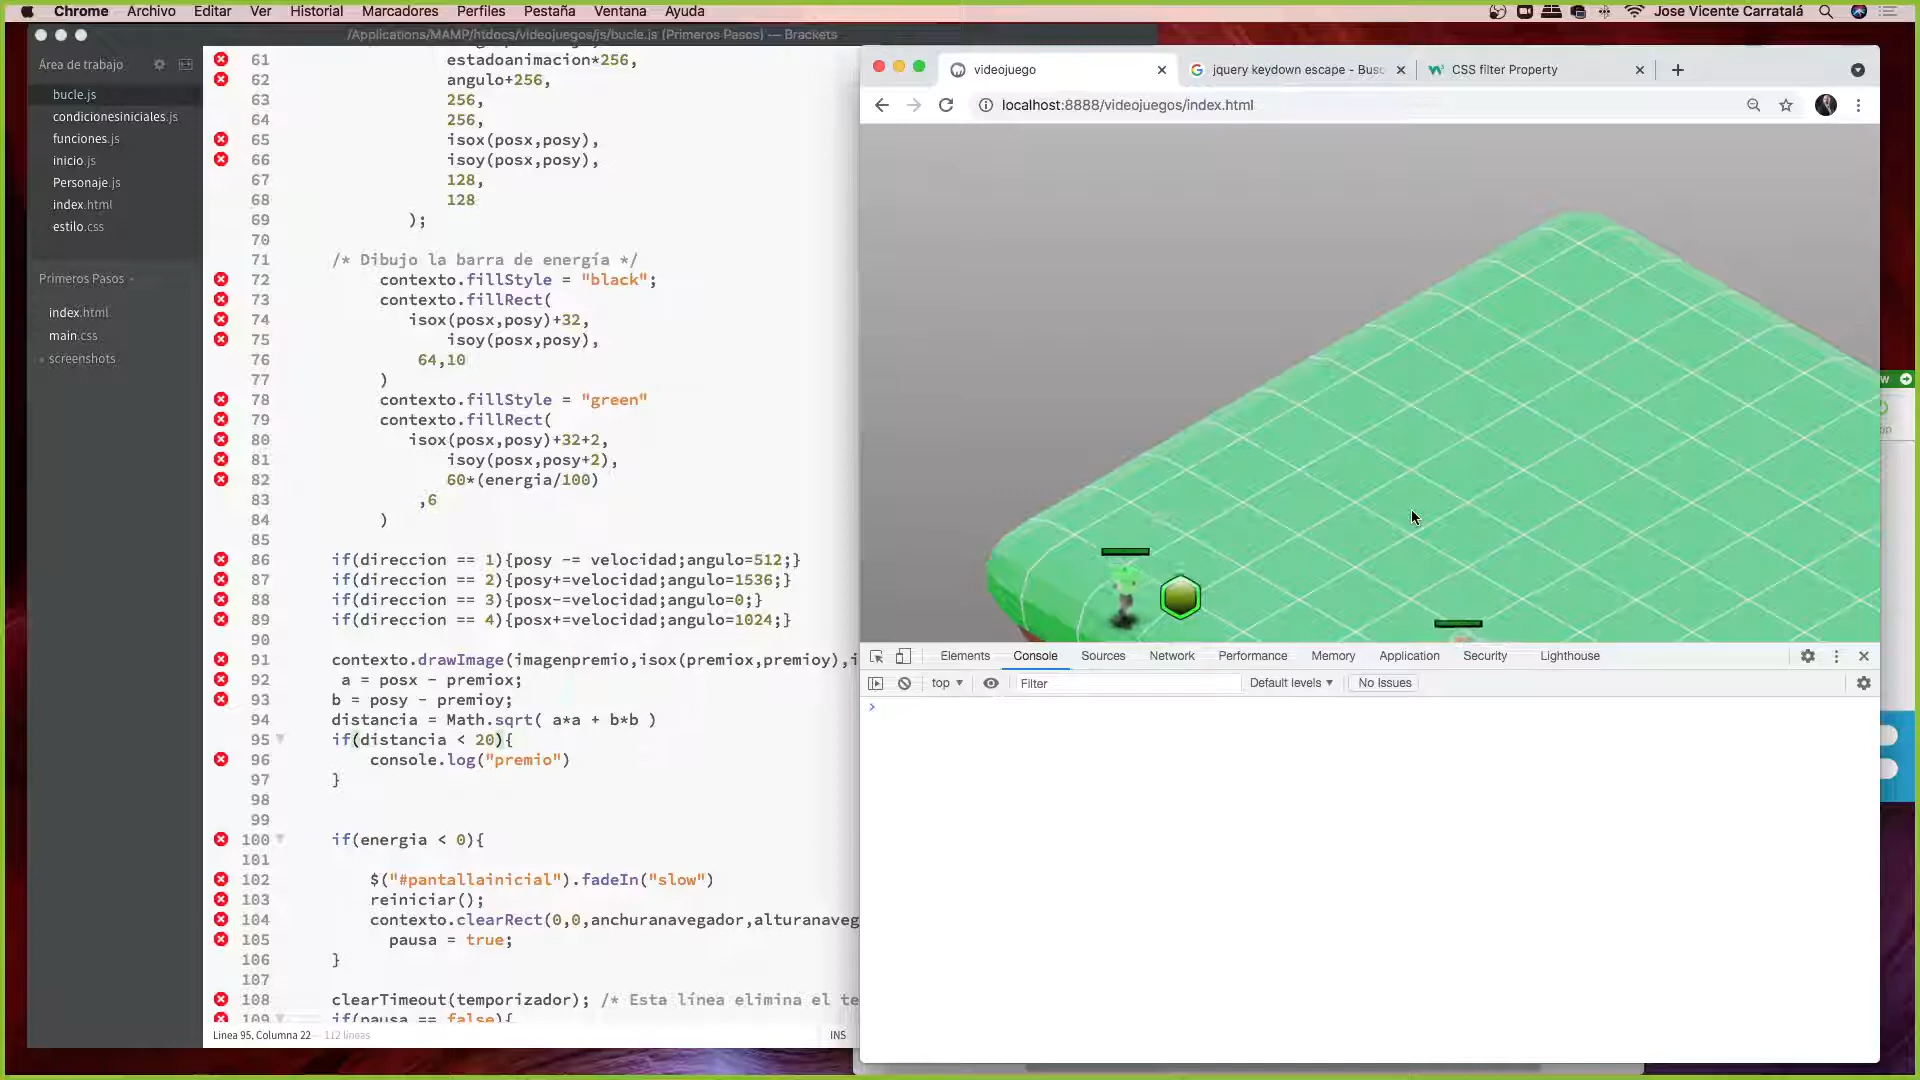 Chrome Archivo Editar Ver Historial Marcadores Perfiles Pestaña Ventana Ayuda Jose Vicente Carratalá
/Applications/MAMP/htdocs/videojuegos/js/bucle.js (Primeros Pasos) — Brackets
Área de trabajo
bucle.js
condicionesiniciales.js
funciones.js
inicio.js
Personaje.js
index.html
estilo.css
Primeros Pasos
index.html
main.css
screenshots
61 estadoanimacion*256,
62 angulo+256,
63 256,
64 256,
65 isox(posx,posy),
66 isoy(posx,posy),
67 128,
68 128
69 );
70
71 /* Dibujo la barra de energía */
72 contexto.fillStyle = "black";
73 contexto.fillRect(
74 isox(posx,posy)+32,
75 isoy(posx,posy),
76 64,10
77 )
78 contexto.fillStyle = "green"
79 contexto.fillRect(
80 isox(posx,posy)+32+2,
81 isoy(posx,posy+2),
82 60*(energia/100)
83 ,6
84 )
85
86 if(direccion == 1){posy -= velocidad;angulo=512;}
87 if(direccion == 2){posy+=velocidad;angulo=1536;}
88 if(direccion == 3){posx-=velocidad;angulo=0;}
89 if(direccion == 4){posx+=velocidad;angulo=1024;}
90
91 contexto.drawImage(imagenpremio,isox(premiox,premioy),i
92 a = posx - premiox;
93 b = posy - premioy;
94 distancia = Math.sqrt( a*a + b*b )
95 if(distancia < 20){
96 console.log("premio")
97 }
98
99
100 if(energia < 0){
101
102 $("#pantallainicial").fadeIn("slow")
103 reiniciar();
104 contexto.clearRect(0,0,anchuranavegador,alturanaveg
105 pausa = true;
106 }
107
108 clearTimeout(temporizador); /* Esta línea elimina el te
109 if(pausa == false){
Línea 95, Columna 22 — 112 líneas INS
videojuego jquery keydown escape - Busc CSS filter Property
localhost:8888/videojuegos/index.html
Elements Console Sources Network Performance Memory Application Security Lighthouse
top Filter Default levels No Issues